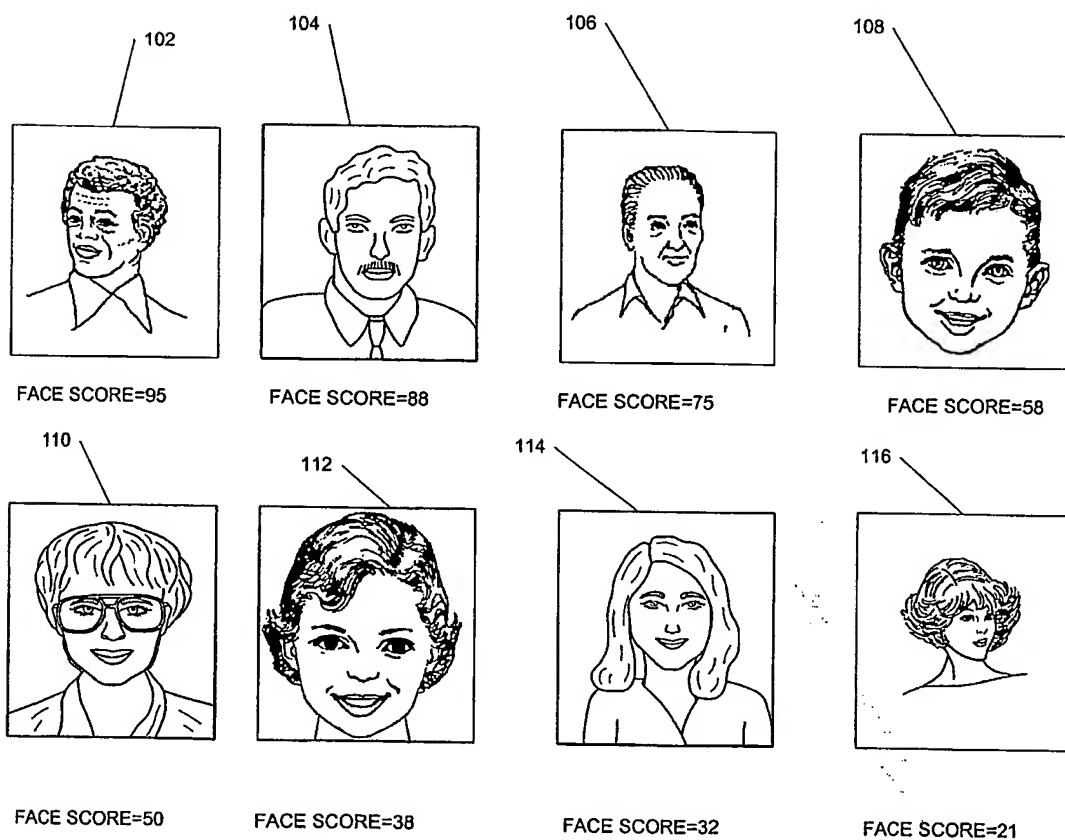 102
104
106
108
FACE SCORE=95
FACE SCORE=88
FACE SCORE=75
FACE SCORE=58
110
112
114
116
FACE SCORE=50
FACE SCORE=38
FACE SCORE=32
FACE SCORE=21